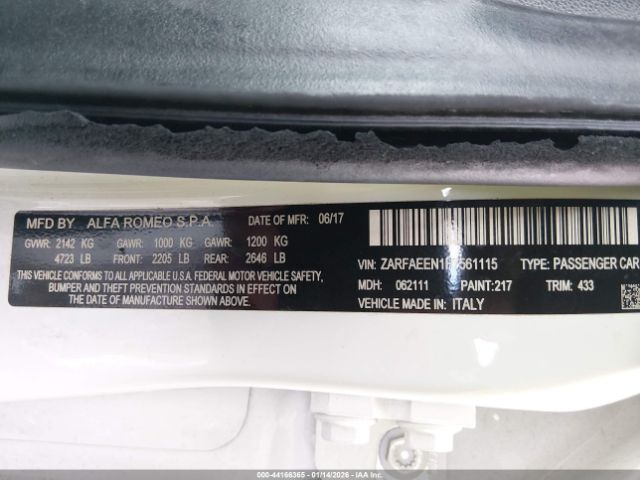 MFD BY ALFA ROMEO S.P.A. DATE OF MFR: 06/17
GVWR: 2142 KG GAWR: 1000 KG GAWR: 1200 KG
4723 LB FRONT: 2205 LB REAR: 2646 LB
THIS VEHICLE CONFORMS TO ALL APPLICABLE U.S.A. FEDERAL MOTOR VEHICLE SAFETY,
BUMPER AND THEFT PREVENTION STANDARDS IN EFFECT ON
THE DATE OF MANUFACTURE SHOWN ABOVE.
VIN: TYPE: PASSENGER CAR
MDH: 062111 PAINT: 217 TRIM: 433
VEHICLE MADE IN: ITALY
000-44166365 - 01/14/2026 - IAAI.com